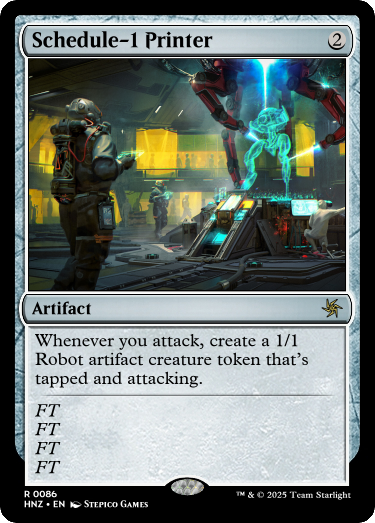 Schedule-1 Printer 2
Artifact
Whenever you attack, create a 1/1
Robot artifact creature token that's
tapped and attacking.
FT
FT
FT
FT
R 0086
HNZ • EN Stepico Games
™ & © 2025 Team Starlight